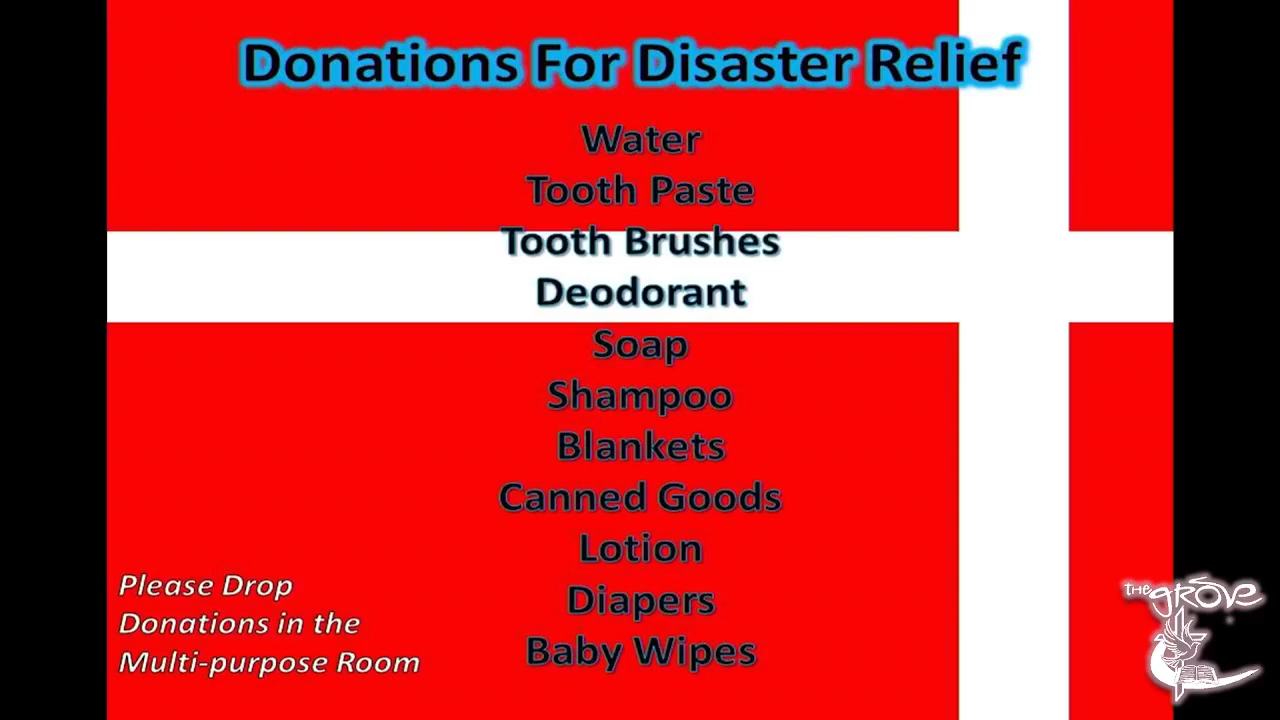 Donations For Disaster Relief
Water
Tooth Paste
Tooth Brushes
Deodorant
Soap
Shampoo
Blankets
Canned Goods
Lotion
Diapers
Baby Wipes
Please Drop
Donations in the
Multi-purpose Room
THE GROVE